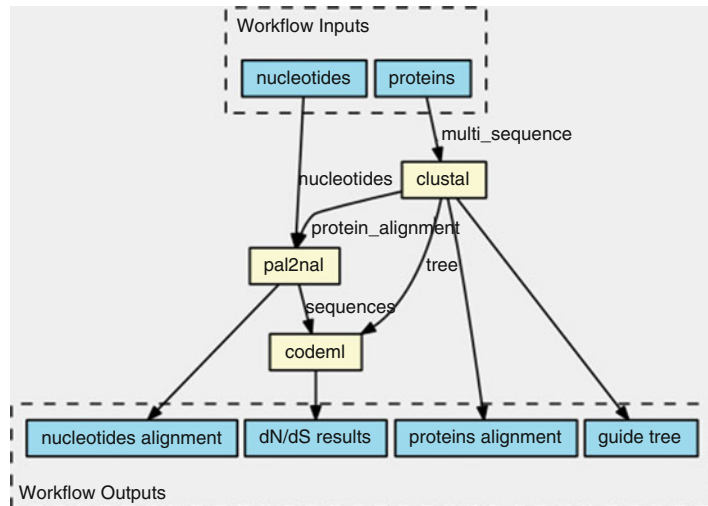 Workflow Inputs
nucleotides
proteins
multi_sequence
clustal
nucleotides
protein_alignment
pal2nal
tree
sequences
codeml
nucleotides alignment
dN/dS results
proteins alignment
guide tree
Workflow Outputs